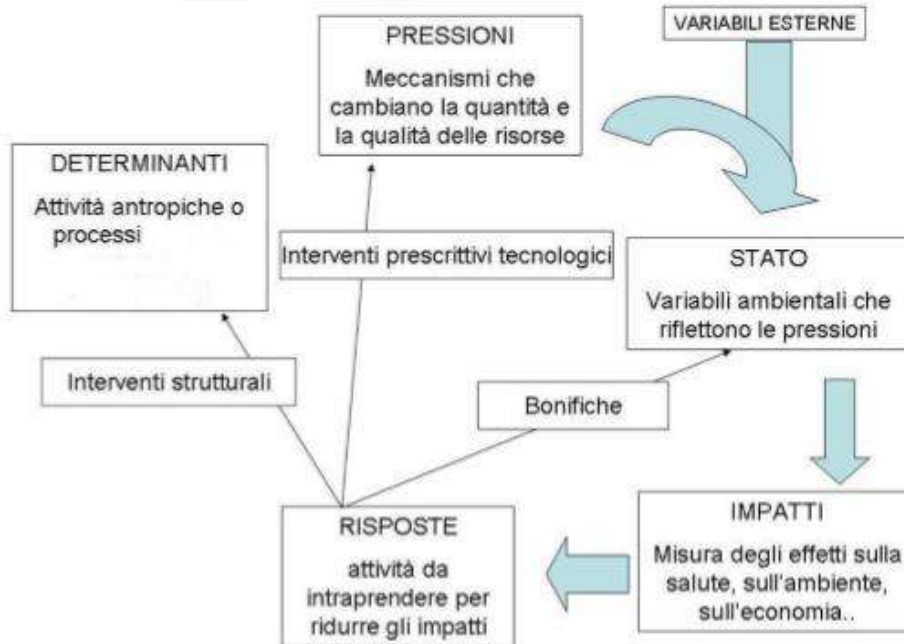 PRESSIONI
Meccanismi che
cambiano la quantità e
la qualità delle risorse
VARIABILI ESTERNE
DETERMINANTI
Attività antropiche o
processi
Interventi prescrittivi tecnologici
STATO
Variabili ambientali che
riflettono le pressioni
Interventi strutturali
Bonifiche
RISPOSTE
attività da
intraprendere per
ridurre gli impatti
IMPATTI
Misura degli effetti sulla
salute, sull'ambiente,
sull'economia..